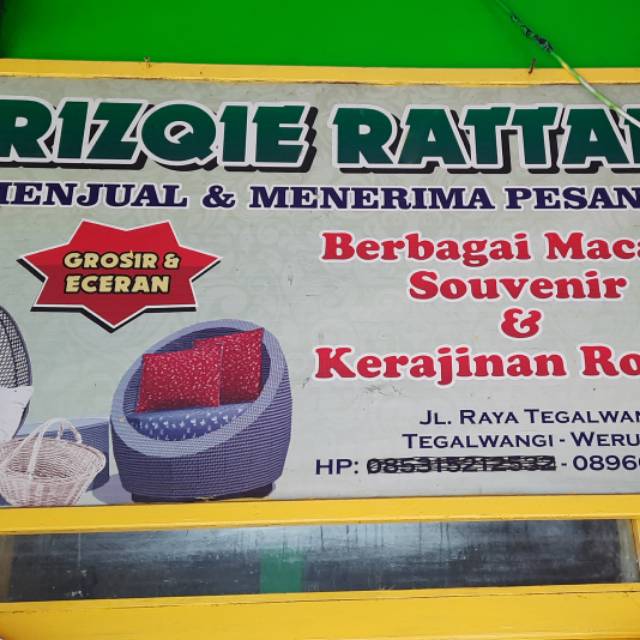 RIZQIE RATTA
MENJUAL & MENERIMA PESAN
GROSIR &
ECERAN
Berbagai Maca
Souvenir
&
Kerajinan Ro
JL. RAYA TEGALWAN
TEGALWANGI - WERU
HP: 085315212532 - 0896